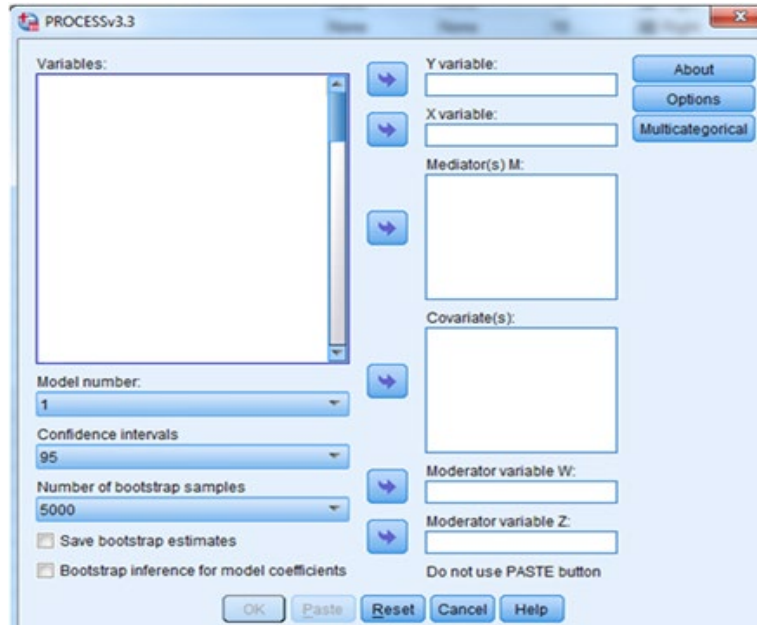 PROCESSv3.3
Variables:
Y variable:
About
Options
X variable:
Multicategorical
Mediator(s) M:
Covariate(s):
Model number:
1
Confidence intervals
95
Number of bootstrap samples
5000
Save bootstrap estimates
Bootstrap inference for model coefficients
Moderator variable W:
Moderator variable Z:
Do not use PASTE button
OK
Paste
Reset
Cancel
Help